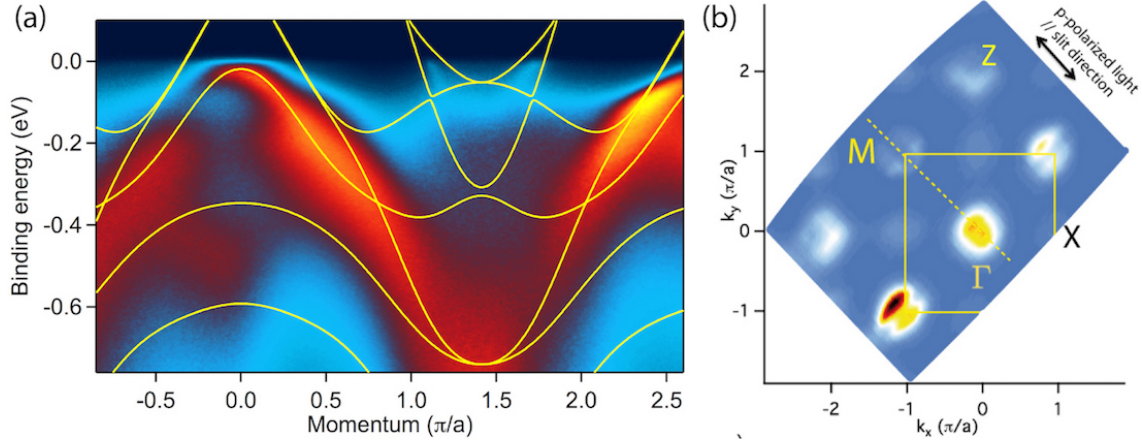 (a)
Binding energy (eV)
0.0
-0.2
-0.4
-0.6
-0.5 0.0 0.5 1.0 1.5 2.0 2.5
Momentum (π/a)
(b)
p-polarized light
// slit direction
Z
M
X
Γ
k_y (π/a)
2
1
0
-1
-2 -1 0 1
k_x (π/a)